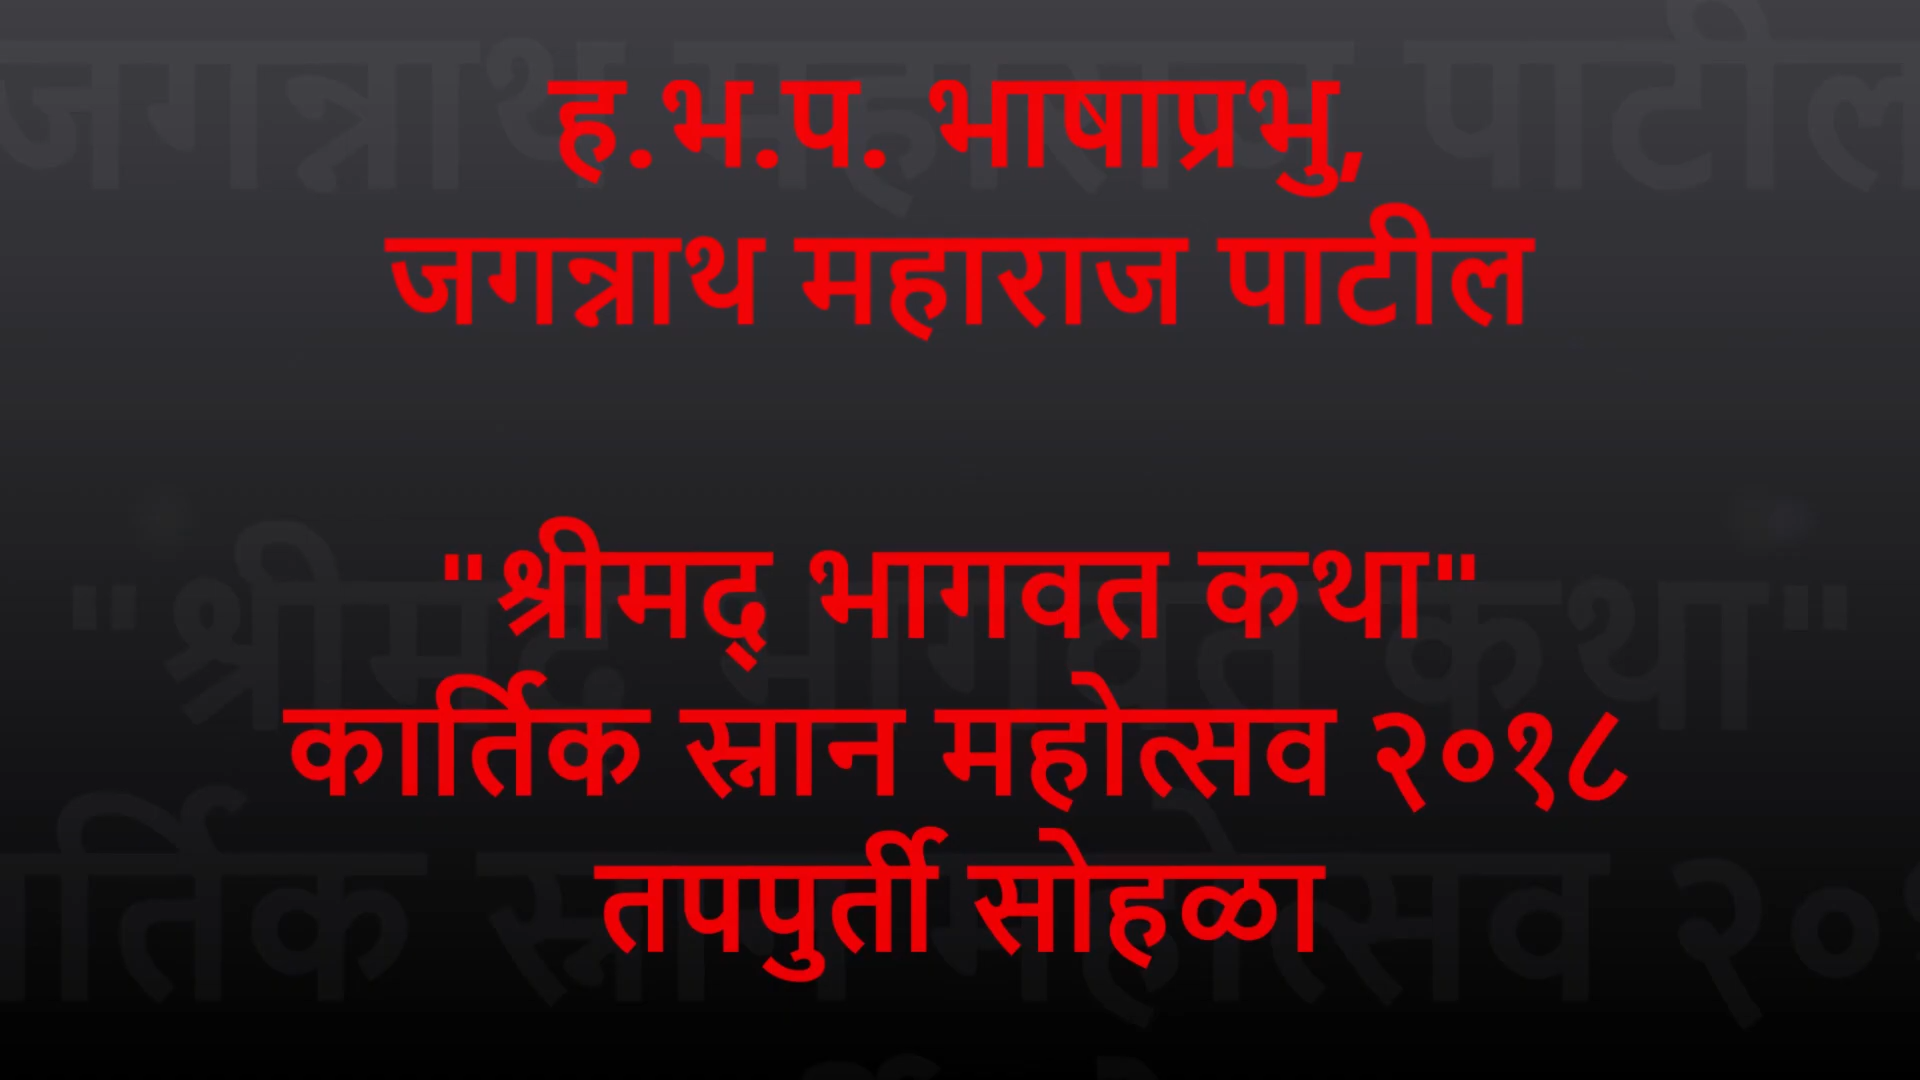 ह.भ.प. भाषाप्रभु,
जगन्नाथ महाराज पाटील
"श्रीमद् भागवत कथा"
कार्तिक स्नान महोत्सव २०१८
तपपुर्ती सोहळा